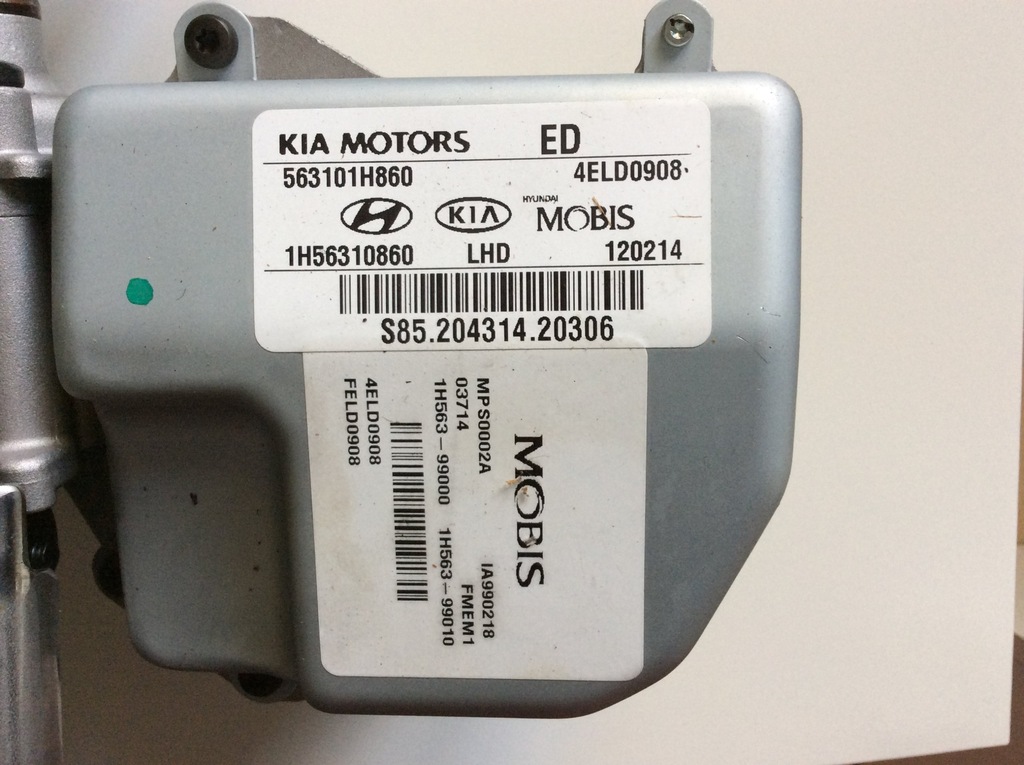 KIA MOTORS ED
563101H860 4ELD0908
KIA HYUNDAI MOBIS
1H56310860 LHD 120214
S85.204314.20306
MOBIS
MPS0002A IA990218
03714 FMEM1
1H563-99000 1H563-99010
4ELD0908
FELD0908